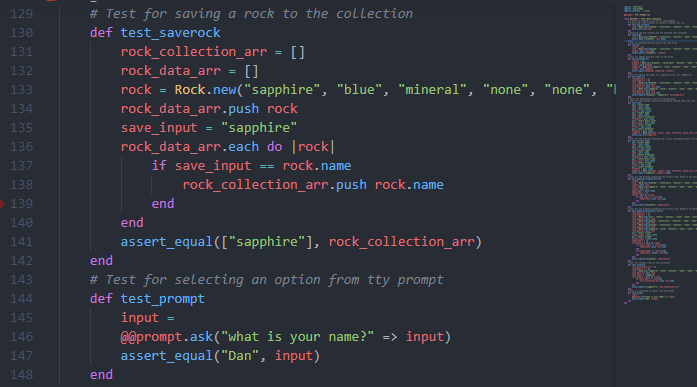 129 # Test for saving a rock to the collection
130 def test_saverock
131 rock_collection_arr = []
132 rock_data_arr = []
133 rock = Rock.new("sapphire", "blue", "mineral", "none", "none", "
134 rock_data_arr.push rock
135 save_input = "sapphire"
136 rock_data_arr.each do |rock|
137 if save_input == rock.name
138 rock_collection_arr.push rock.name
139 end
140 end
141 assert_equal(["sapphire"], rock_collection_arr)
142 end
143 # Test for selecting an option from tty prompt
144 def test_prompt
145 input =
146 @@prompt.ask("what is your name?" => input)
147 assert_equal("Dan", input)
148 end